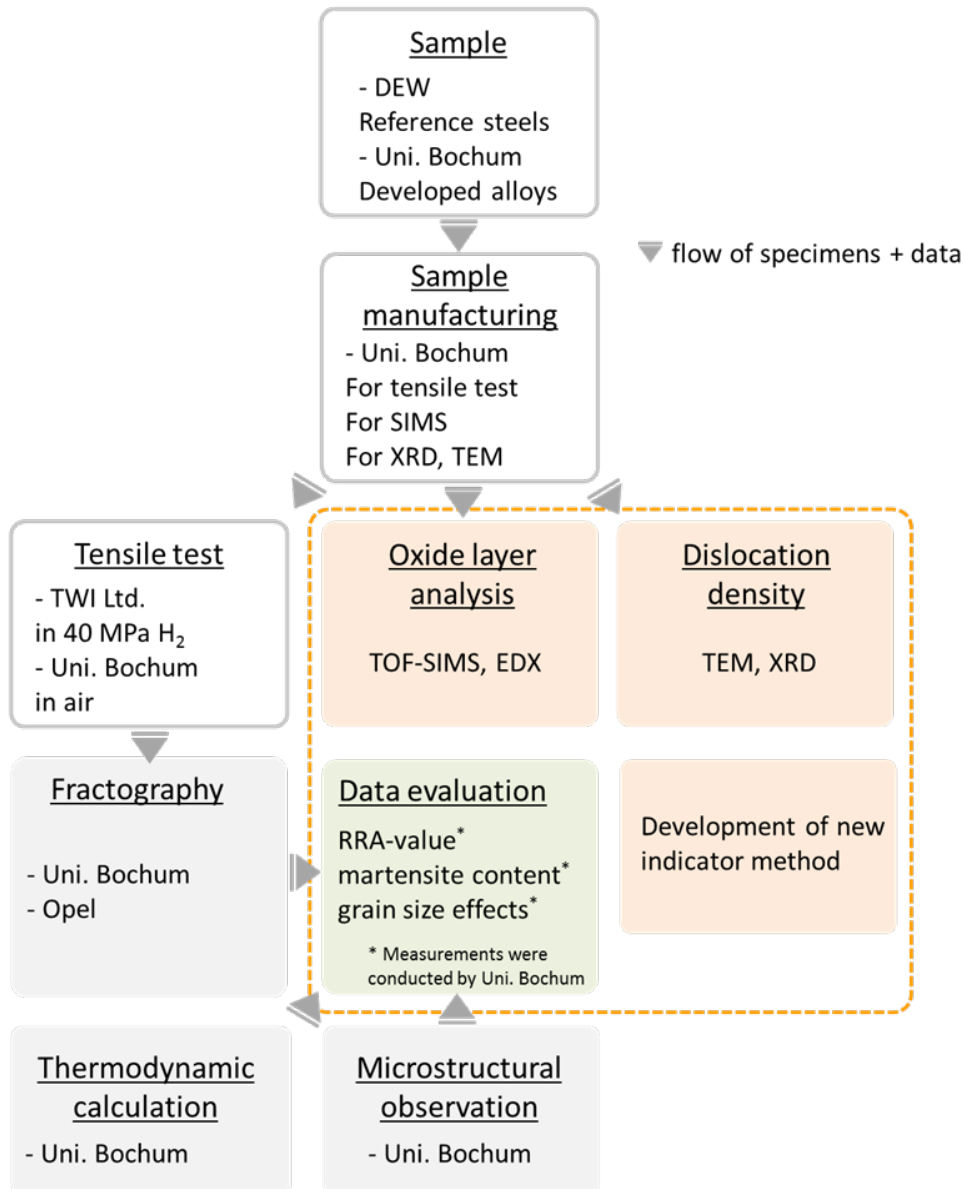 Sample
- DEW
Reference steels
- Uni. Bochum
Developed alloys
flow of specimens + data
Sample
manufacturing
- Uni. Bochum
For tensile test
For SIMS
For XRD, TEM
Tensile test
- TWI Ltd.
in 40 MPa H₂
- Uni. Bochum
in air
Oxide layer
analysis
TOF-SIMS, EDX
Dislocation
density
TEM, XRD
Fractography
- Uni. Bochum
- Opel
Data evaluation
RRA-value*
martensite content*
grain size effects*
* Measurements were
conducted by Uni. Bochum
Development of new
indicator method
Thermodynamic
calculation
- Uni. Bochum
Microstructural
observation
- Uni. Bochum